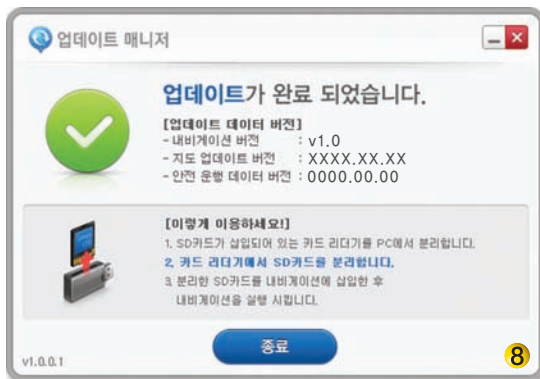 업데이트 매니저
업데이트가 완료 되었습니다.
[업데이트 데이터 버전]
- 내비게이션 버전 : v1.0
- 지도 업데이트 버전 : XXXX.XX.XX
- 안전 운행 데이터 버전 : 0000.00.00
[이렇게 이용하세요!]
1. SD카드가 삽입되어 있는 카드 리더기를 PC에서 분리합니다.
2. 카드 리더기에서 SD카드를 분리합니다.
3. 분리한 SD카드를 내비게이션에 삽입한 후
내비게이션을 실행 시킵니다.
종료
v1.0.0.1
8